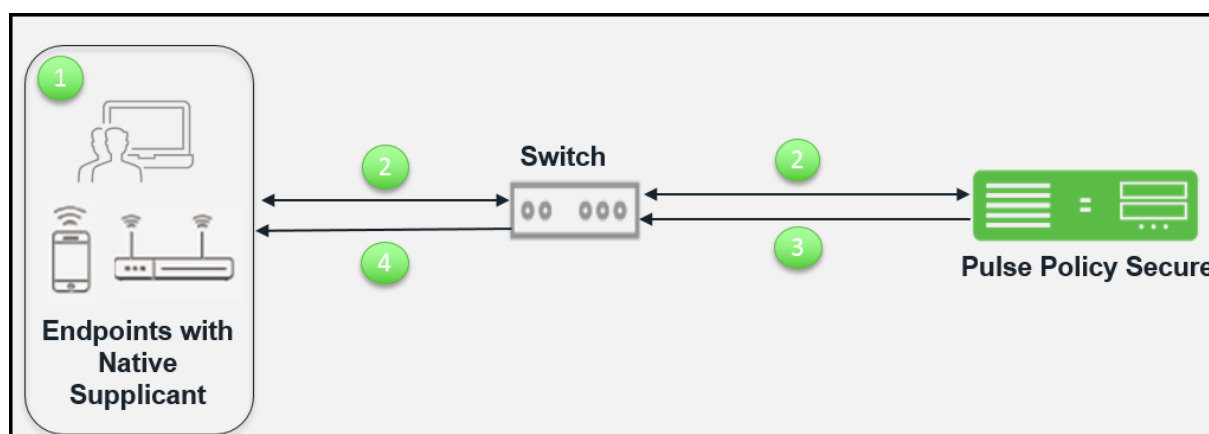 1
2
Switch
2
4
3
Pulse Policy Secure
Endpoints with
Native
Supplicant